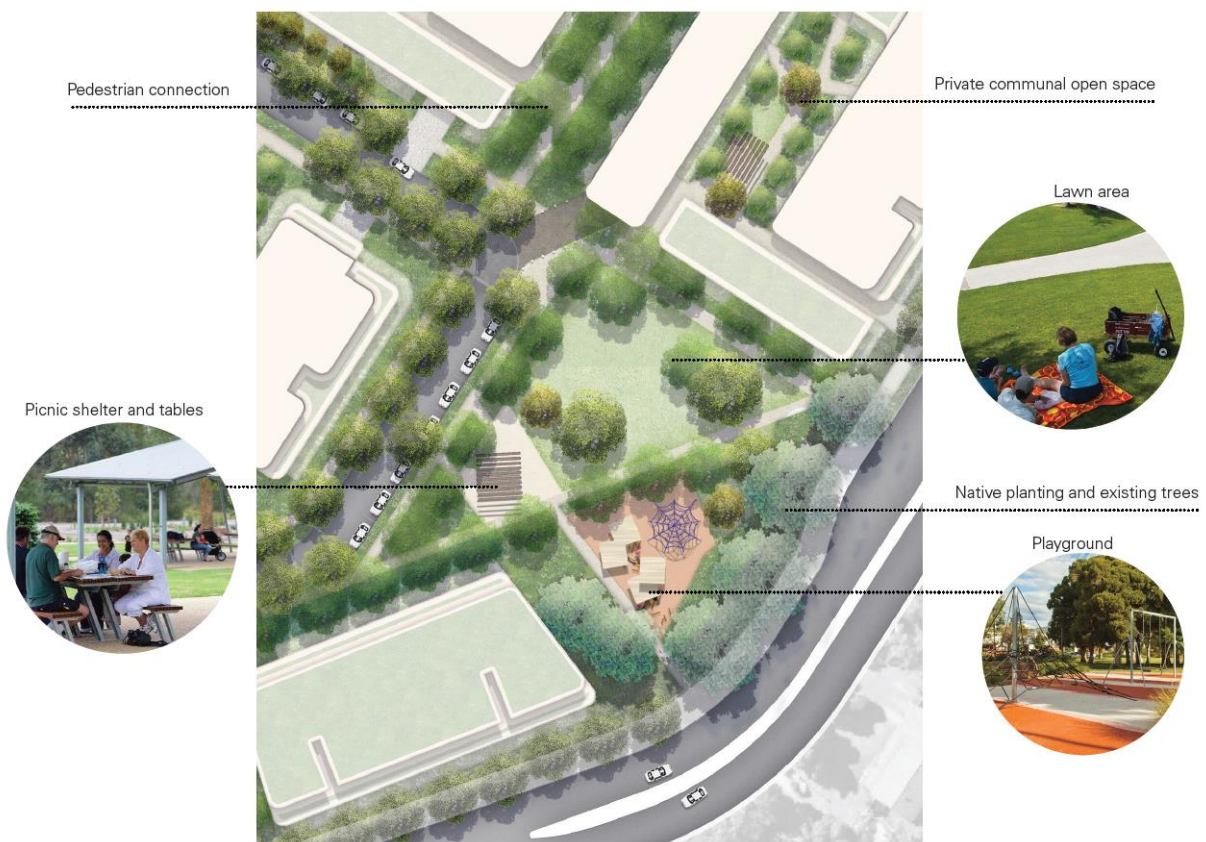 Pedestrian connection
Private communal open space
Lawn area
Picnic shelter and tables
Native planting and existing trees
Playground